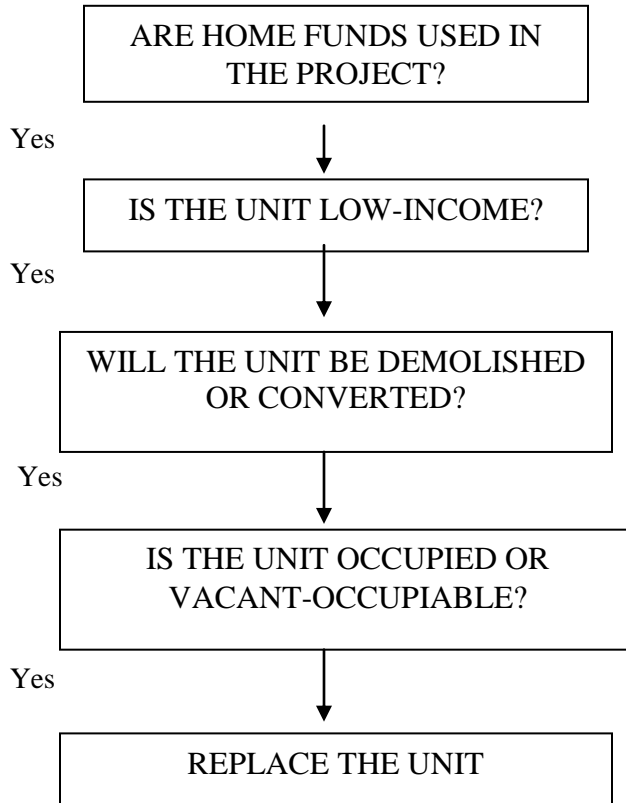 ARE HOME FUNDS USED IN
THE PROJECT?
Yes
IS THE UNIT LOW-INCOME?
Yes
WILL THE UNIT BE DEMOLISHED
OR CONVERTED?
Yes
IS THE UNIT OCCUPIED OR
VACANT-OCCUPIABLE?
Yes
REPLACE THE UNIT